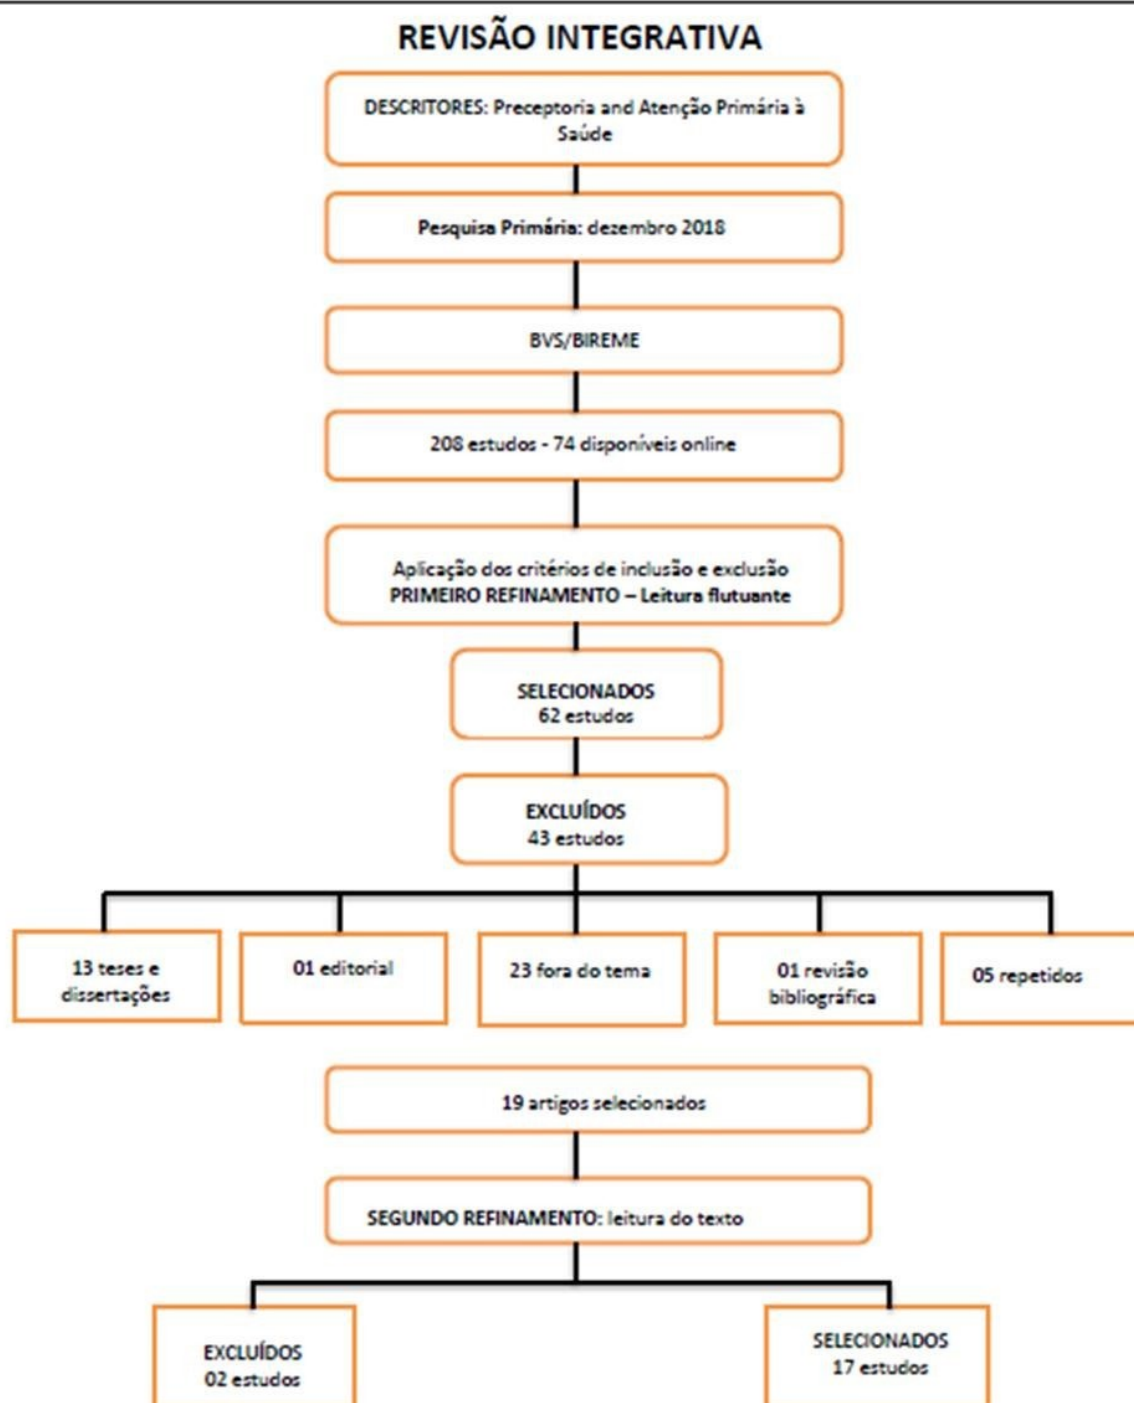 REVISÃO INTEGRATIVA
DESCRITORES: Preceptoria and Atenção Primária à
Saúde
Pesquisa Primária: dezembro 2018
BVS/BIREME
208 estudos - 74 disponíveis online
Aplicação dos critérios de inclusão e exclusão
PRIMEIRO REFINAMENTO – Leitura flutuante
SELECIONADOS
62 estudos
EXCLUÍDOS
43 estudos
13 teses e
dissertações
01 editorial
23 fora do tema
01 revisão
bibliográfica
05 repetidos
19 artigos selecionados
SEGUNDO REFINAMENTO: leitura do texto
EXCLUÍDOS
02 estudos
SELECIONADOS
17 estudos